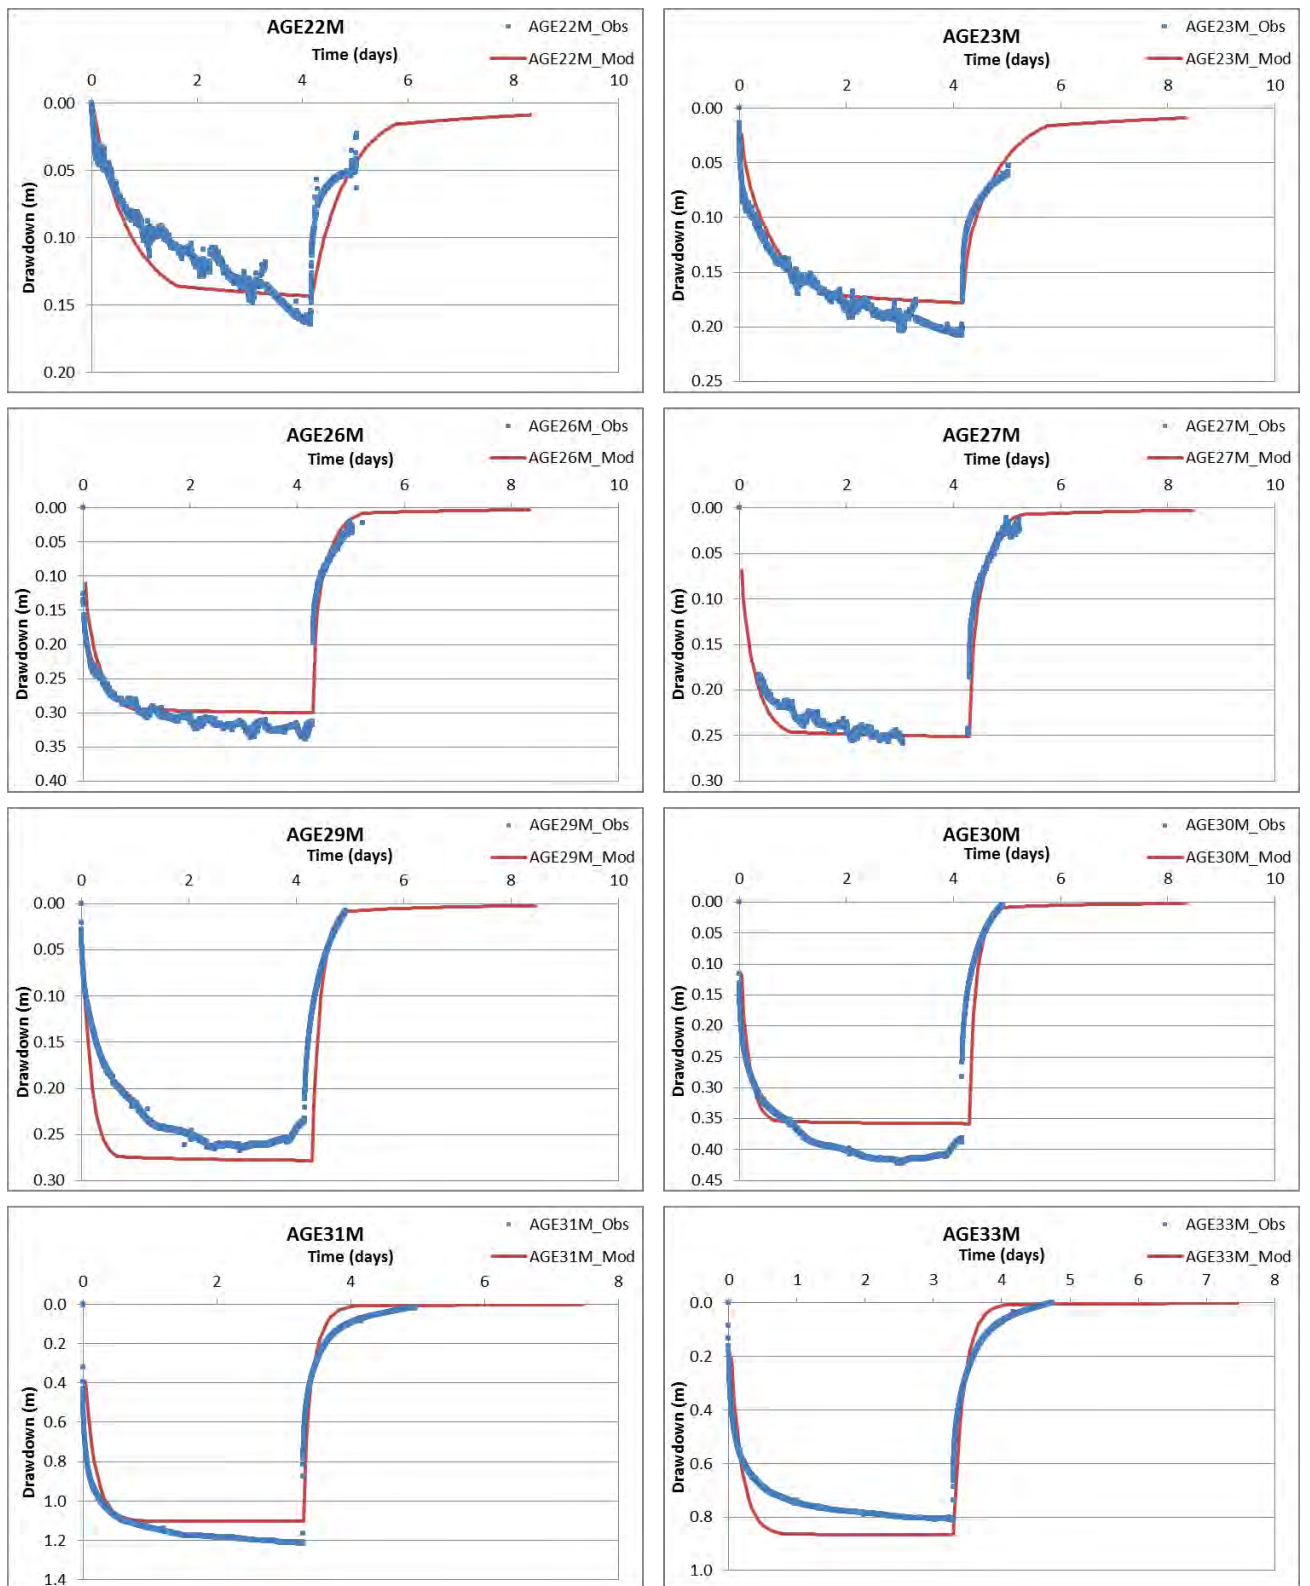 AGE22M
AGE22M_Obs
Time (days)
AGE22M_Mod
0 2 4 6 8 10
0.00
0.05
0.10
0.15
0.20
Drawdown (m)
AGE23M
AGE23M_Obs
Time (days)
AGE23M_Mod
0 2 4 6 8 10
0.00
0.05
0.10
0.15
0.20
0.25
Drawdown (m)
AGE26M
AGE26M_Obs
Time (days)
AGE26M_Mod
0 2 4 6 8 10
0.00
0.05
0.10
0.15
0.20
0.25
0.30
0.35
0.40
Drawdown (m)
AGE27M
AGE27M_Obs
Time (days)
AGE27M_Mod
0 2 4 6 8 10
0.00
0.05
0.10
0.15
0.20
0.25
0.30
Drawdown (m)
AGE29M
AGE29M_Obs
Time (days)
AGE29M_Mod
0 2 4 6 8 10
0.00
0.05
0.10
0.15
0.20
0.25
0.30
Drawdown (m)
AGE30M
AGE30M_Obs
Time (days)
AGE30M_Mod
0 2 4 6 8 10
0.00
0.05
0.10
0.15
0.20
0.25
0.30
0.35
0.40
0.45
Drawdown (m)
AGE31M
AGE31M_Obs
Time (days)
AGE31M_Mod
0 2 4 6 8
0.0
0.2
0.4
0.6
0.8
1.0
1.2
1.4
Drawdown (m)
AGE33M
AGE33M_Obs
Time (days)
AGE33M_Mod
0 1 2 3 4 5 6 7 8
0.0
0.2
0.4
0.6
0.8
1.0
Drawdown (m)